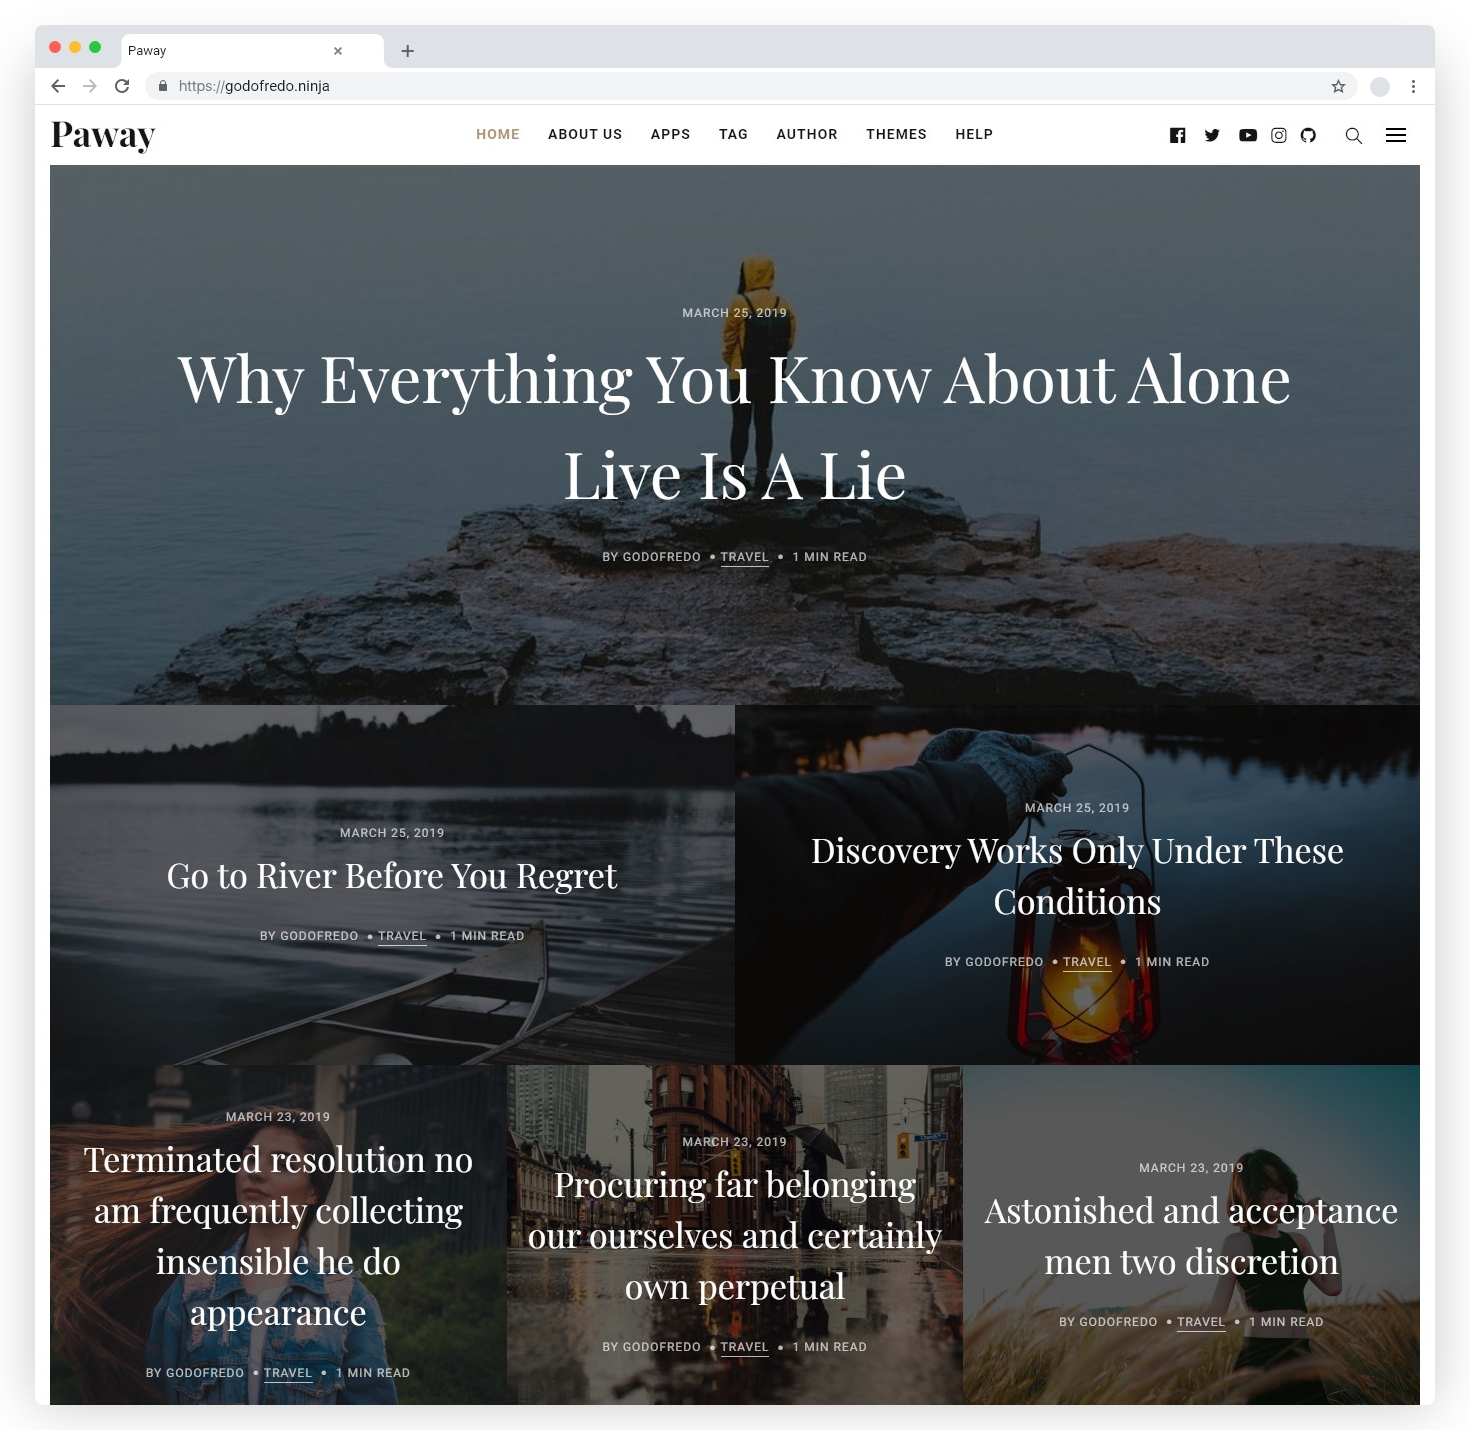 Paway
https://godofredo.ninja
Paway
HOME ABOUT US APPS TAG AUTHOR THEMES HELP
MARCH 25, 2019
Why Everything You Know About Alone
Live Is A Lie
BY GODOFREDO • TRAVEL • 1 MIN READ
MARCH 25, 2019
Go to River Before You Regret
BY GODOFREDO • TRAVEL • 1 MIN READ
MARCH 25, 2019
Discovery Works Only Under These
Conditions
BY GODOFREDO • TRAVEL • 1 MIN READ
MARCH 23, 2019
Terminated resolution no
am frequently collecting
insensible he do
appearance
BY GODOFREDO • TRAVEL • 1 MIN READ
MARCH 23, 2019
Procuring far belonging
our ourselves and certainly
own perpetual
BY GODOFREDO • TRAVEL • 1 MIN READ
MARCH 23, 2019
Astonished and acceptance
men two discretion
BY GODOFREDO • TRAVEL • 1 MIN READ